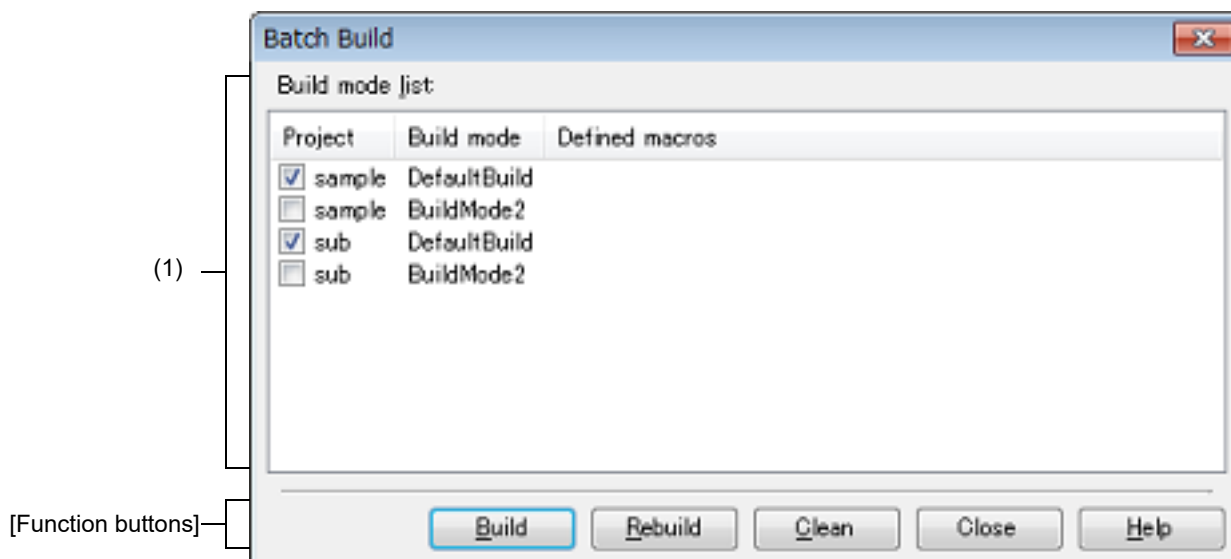 Batch Build
Build mode list:
Project Build mode Defined macros
sample DefaultBuild
sample BuildMode2
sub DefaultBuild
sub BuildMode2
(1)
[Function buttons]
Build Rebuild Clean Close Help